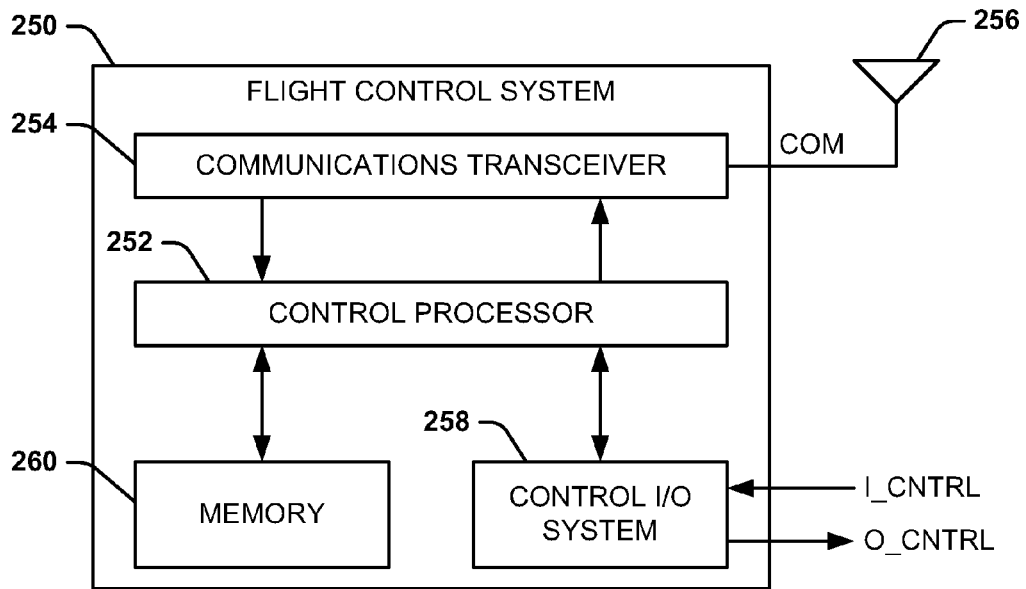 250
256
FLIGHT CONTROL SYSTEM
254
COMMUNICATIONS TRANSCEIVER
COM
252
CONTROL PROCESSOR
258
260
MEMORY
CONTROL I/O
SYSTEM
I_CNTRL
O_CNTRL